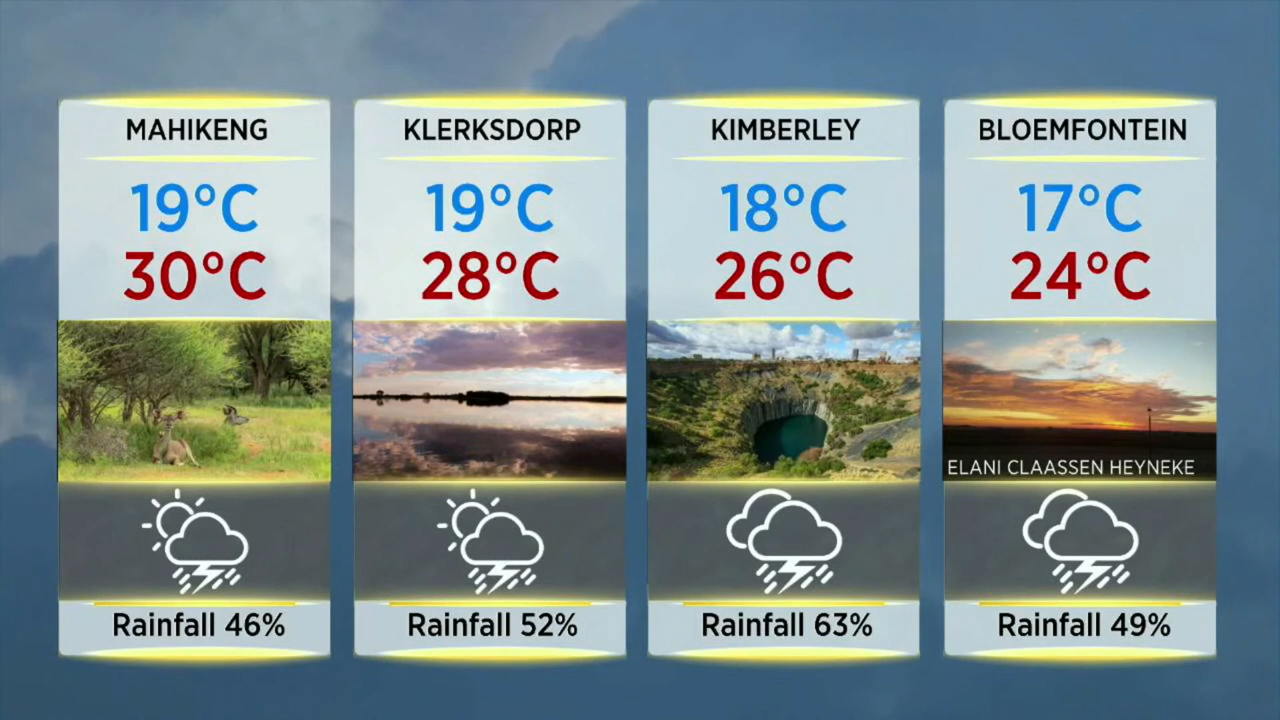 MAHIKENG
19°C
30°C
Rainfall 46%
KLERKSDORP
19°C
28°C
Rainfall 52%
KIMBERLEY
18°C
26°C
Rainfall 63%
BLOEMFONTEIN
17°C
24°C
ELANI CLAASSEN HEYNEKE
Rainfall 49%